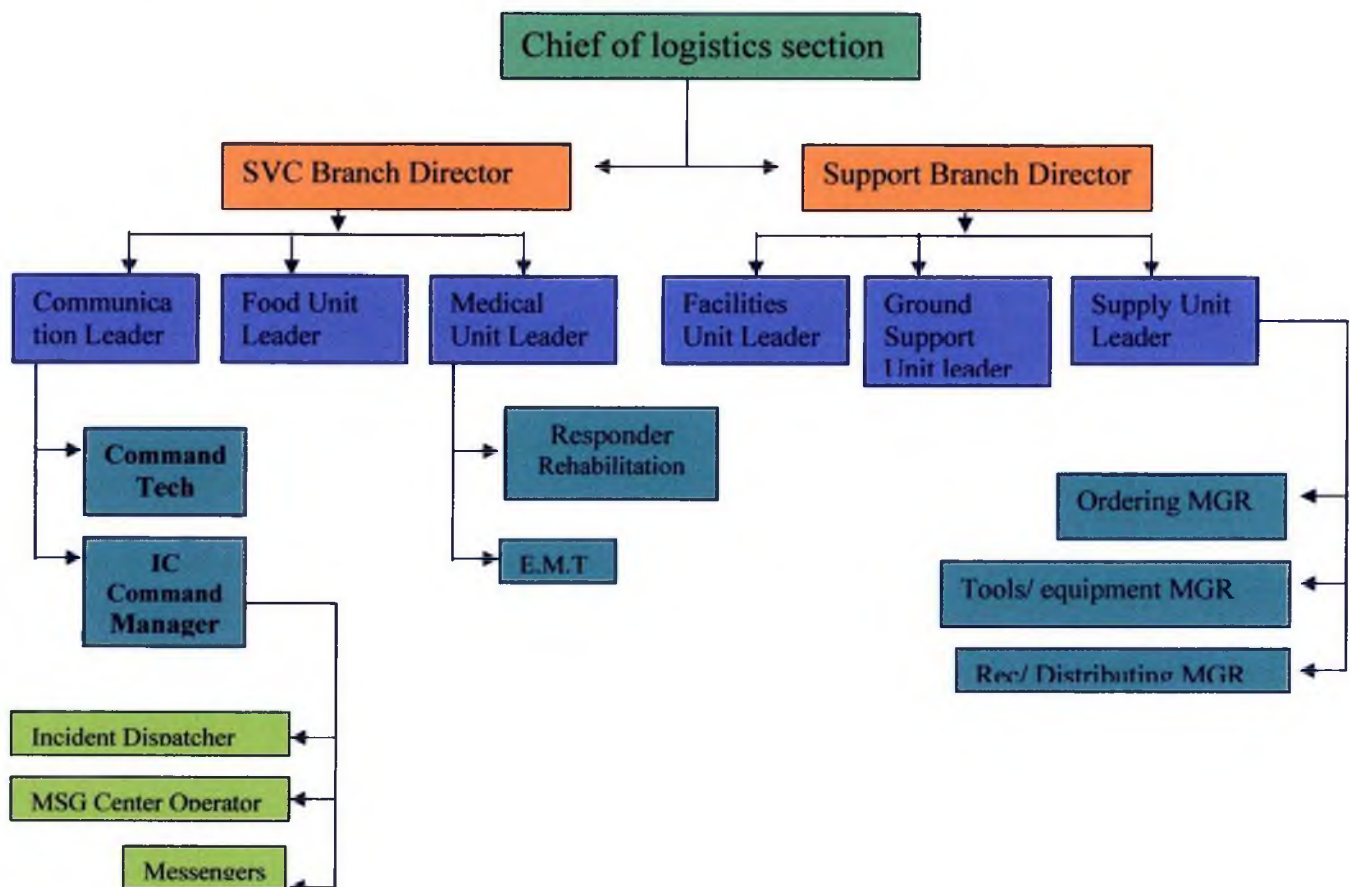 Chief of logistics section
SVC Branch Director
Support Branch Director
Communica
tion Leader
Food Unit
Leader
Medical
Unit Leader
Facilities
Unit Leader
Ground
Support
Unit leader
Supply Unit
Leader
Command
Tech
IC
Command
Manager
Responder
Rehabilitation
E.M.T
Ordering MGR
Tools/ equipment MGR
Rec/ Distributing MGR
Incident Dispatcher
MSG Center Operator
Messengers